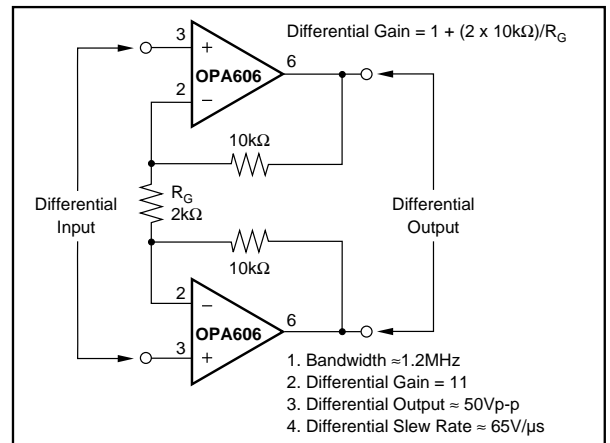 Differential Gain = 1 + (2 x 10kΩ)/RG
3
+
OPA606
6
2
−
10kΩ
RG
2kΩ
Differential
Input
Differential
Output
10kΩ
2
−
OPA606
6
3
+
1. Bandwidth ≈1.2MHz
2. Differential Gain = 11
3. Differential Output ≈ 50Vp-p
4. Differential Slew Rate ≈ 65V/µs